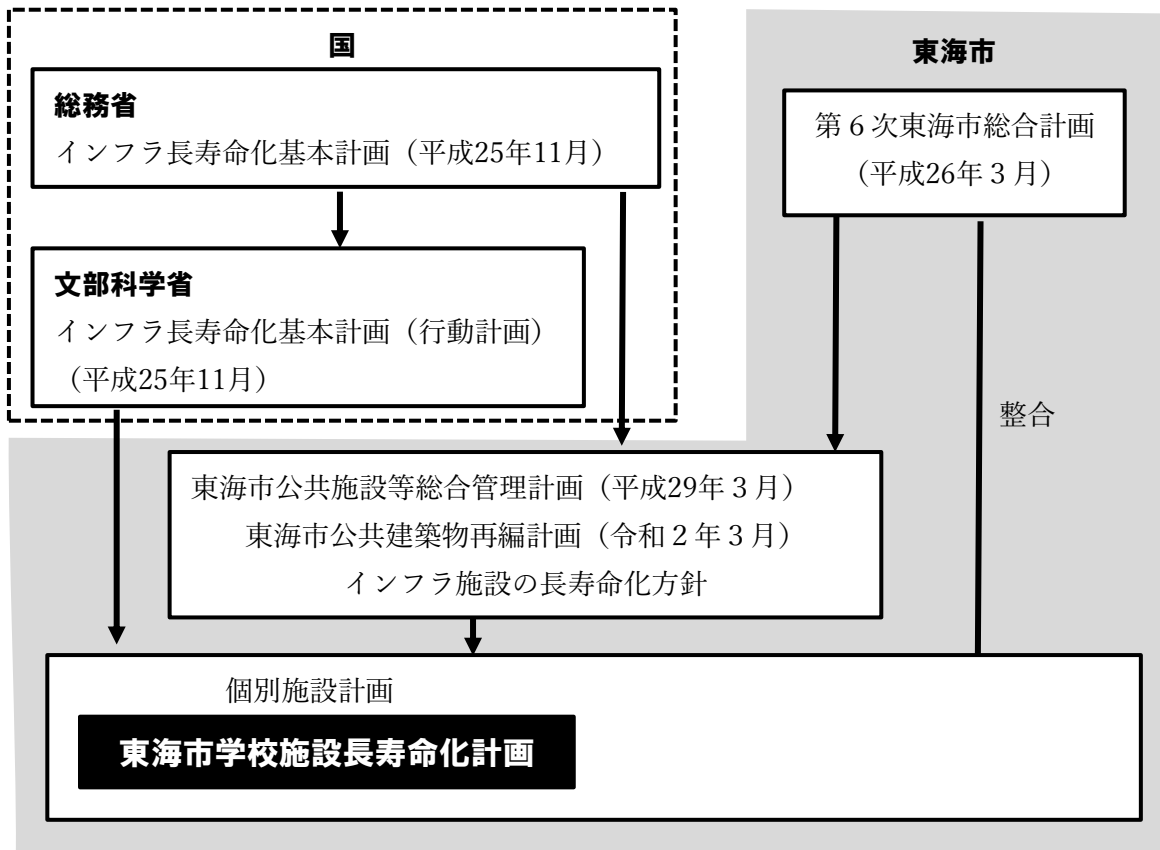 国
総務省
インフラ長寿命化基本計画（平成25年11月）
文部科学省
インフラ長寿命化基本計画（行動計画）
（平成25年11月）
東海市
第６次東海市総合計画
（平成26年３月）
整合
東海市公共施設等総合管理計画（平成29年３月）
東海市公共建築物再編計画（令和２年３月）
インフラ施設の長寿命化方針
個別施設計画
東海市学校施設長寿命化計画